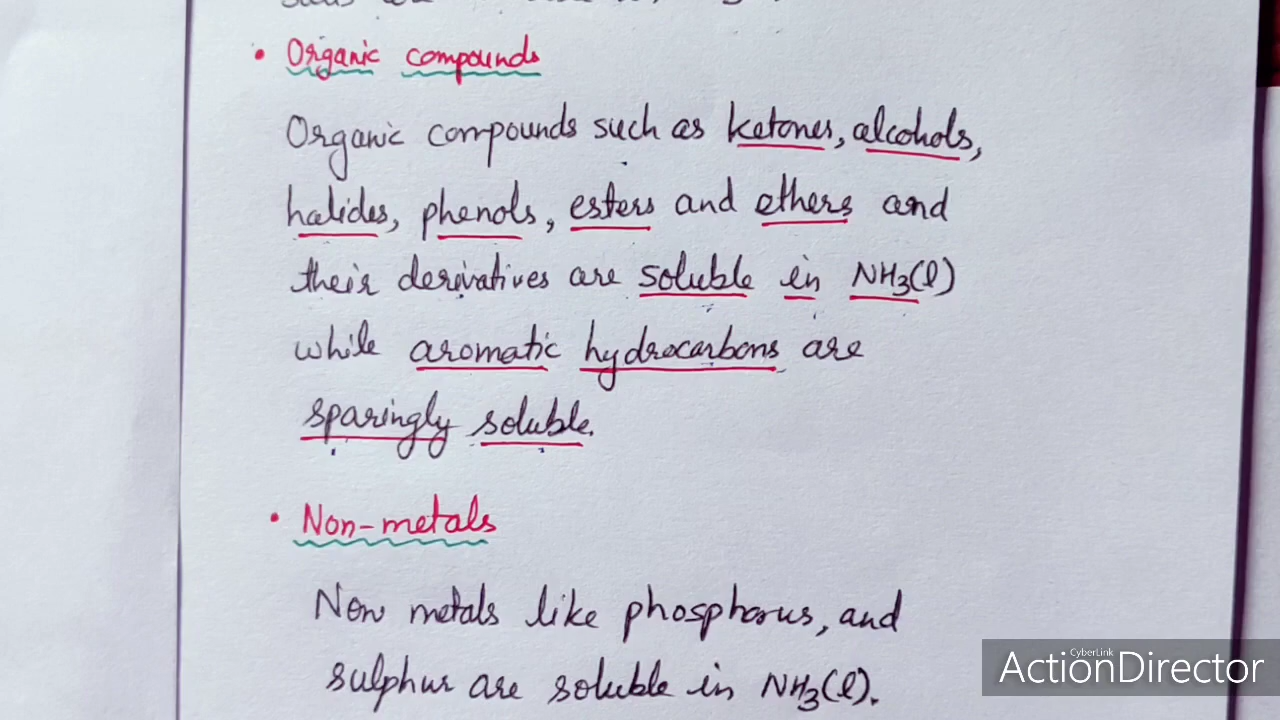 • Organic compounds
Organic compounds such as ketones, alcohols,
halides, phenols, esters and ethers and
their derivatives are soluble in NH3(l)
while aromatic hydrocarbons are
sparingly soluble.
• Non-metals
Non metals like phosphorus, and
sulphur are soluble in NH3(l).
CyberLink
ActionDirector